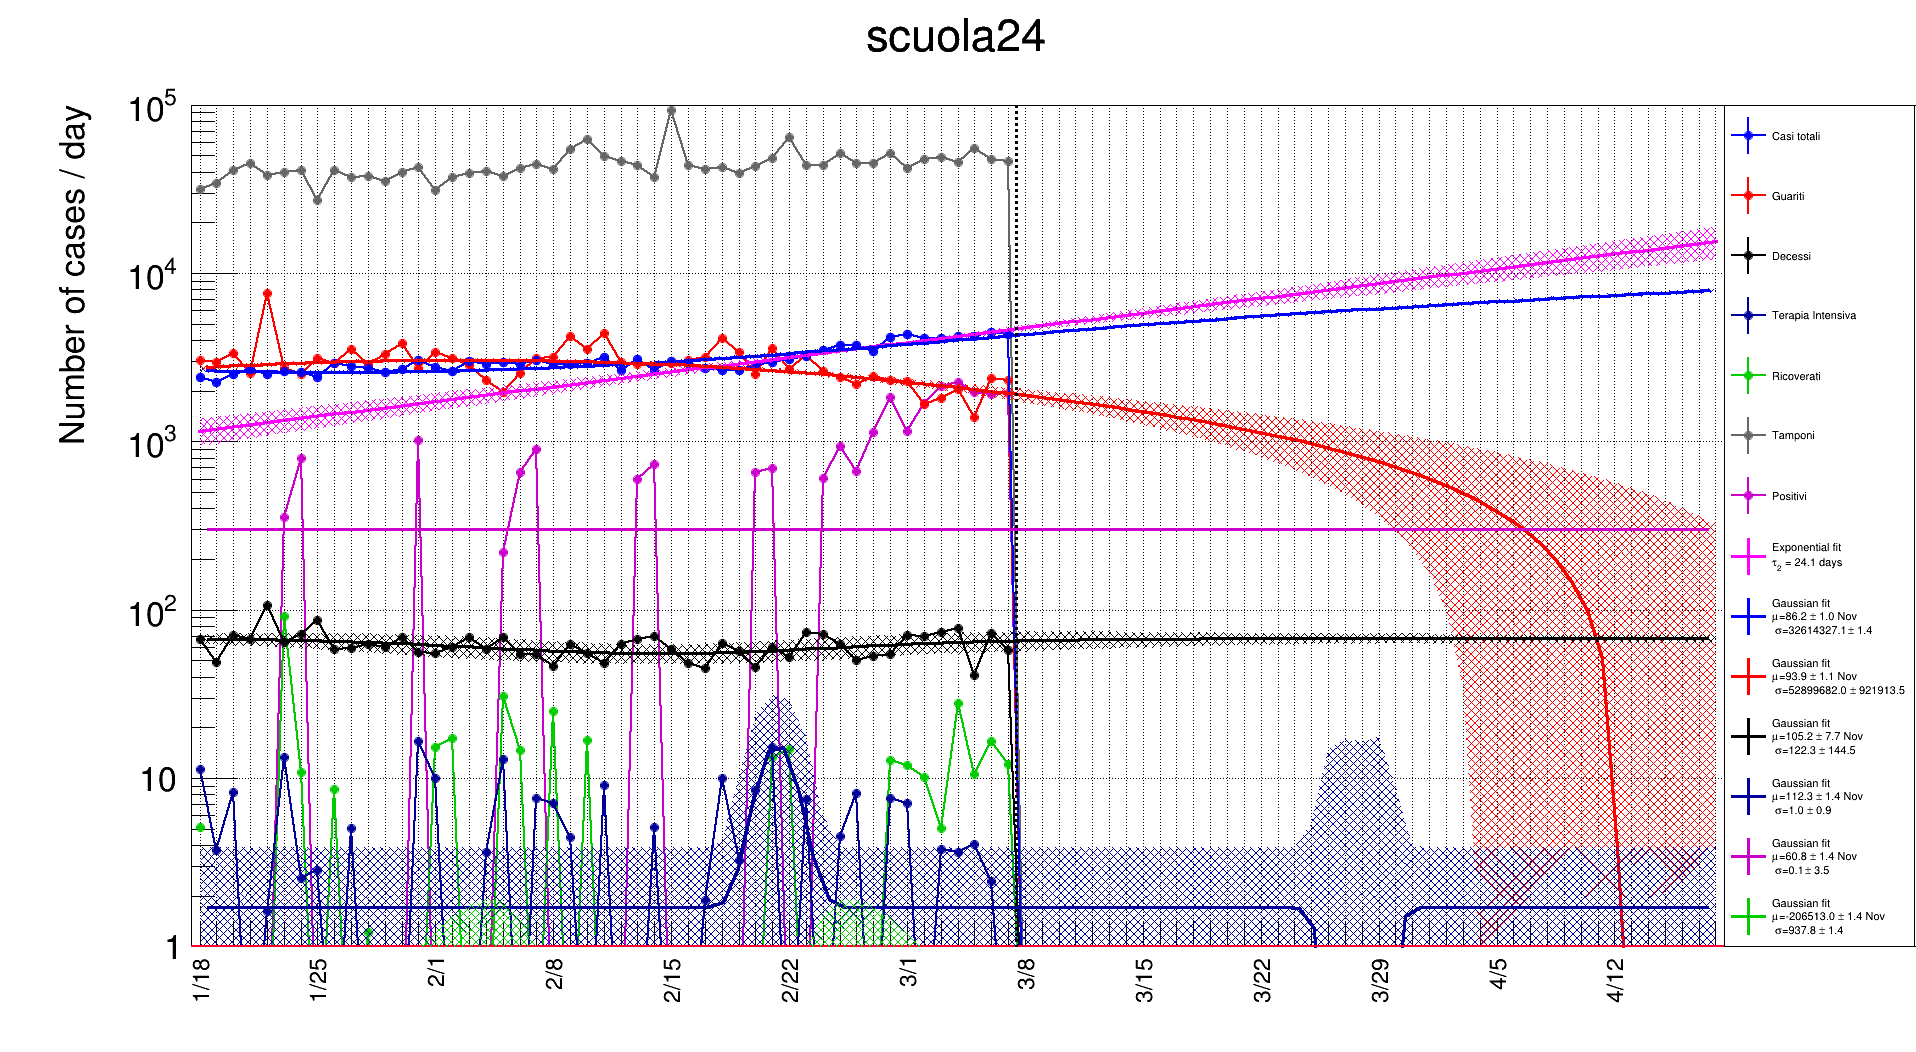 scuola24
Number of cases / day
10^5
10^4
10^3
10^2
10
1
1/18
1/25
2/1
2/8
2/15
2/22
3/1
3/8
3/15
3/22
3/29
4/5
4/12
Casi totali
Guariti
Decessi
Terapia Intensiva
Ricoverati
Tamponi
Positivi
Exponential fit
τ_2 = 24.1 days
Gaussian fit
μ=86.2 ± 1.0 Nov
σ=32614327.1 ± 1.4
Gaussian fit
μ=93.9 ± 1.1 Nov
σ=52899682.0 ± 921913.5
Gaussian fit
μ=105.2 ± 7.7 Nov
σ=122.3 ± 144.5
Gaussian fit
μ=112.3 ± 1.4 Nov
σ=1.0 ± 0.9
Gaussian fit
μ=60.8 ± 1.4 Nov
σ=0.1 ± 3.5
Gaussian fit
μ=-206513.0 ± 1.4 Nov
σ=937.8 ± 1.4